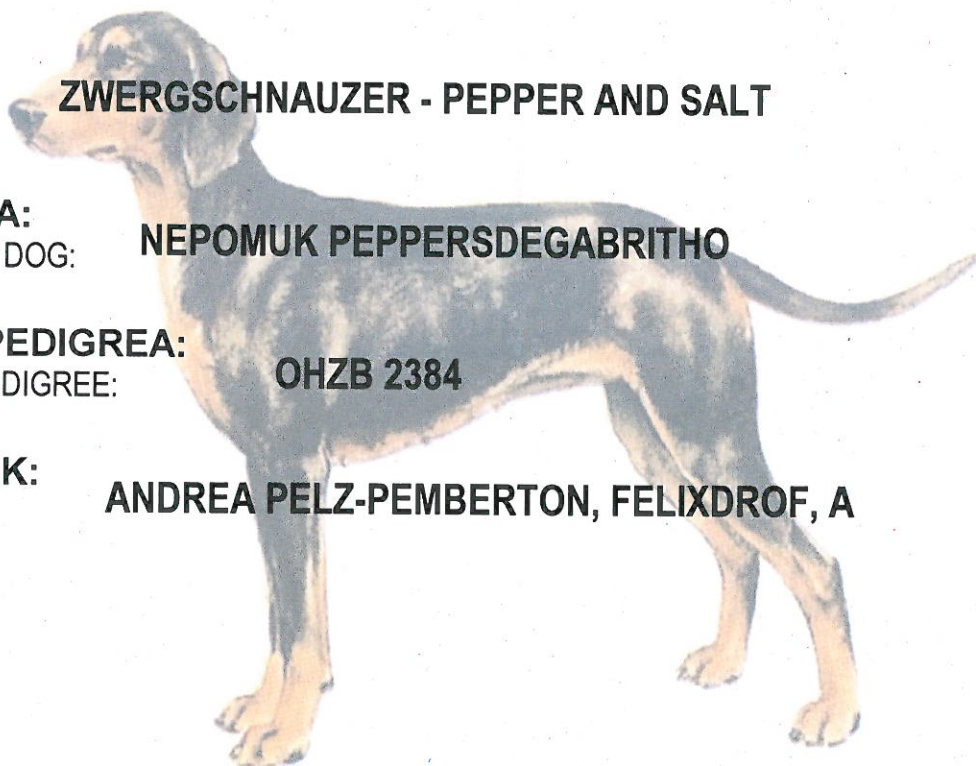 ZWERGSCHNAUZER - PEPPER AND SALT
A:
DOG: NEPOMUK PEPPERSDEGABRITHO
PEDIGREA:
DIGREE: OHZB 2384
K:
ANDREA PELZ-PEMBERTON, FELIXDROF, A